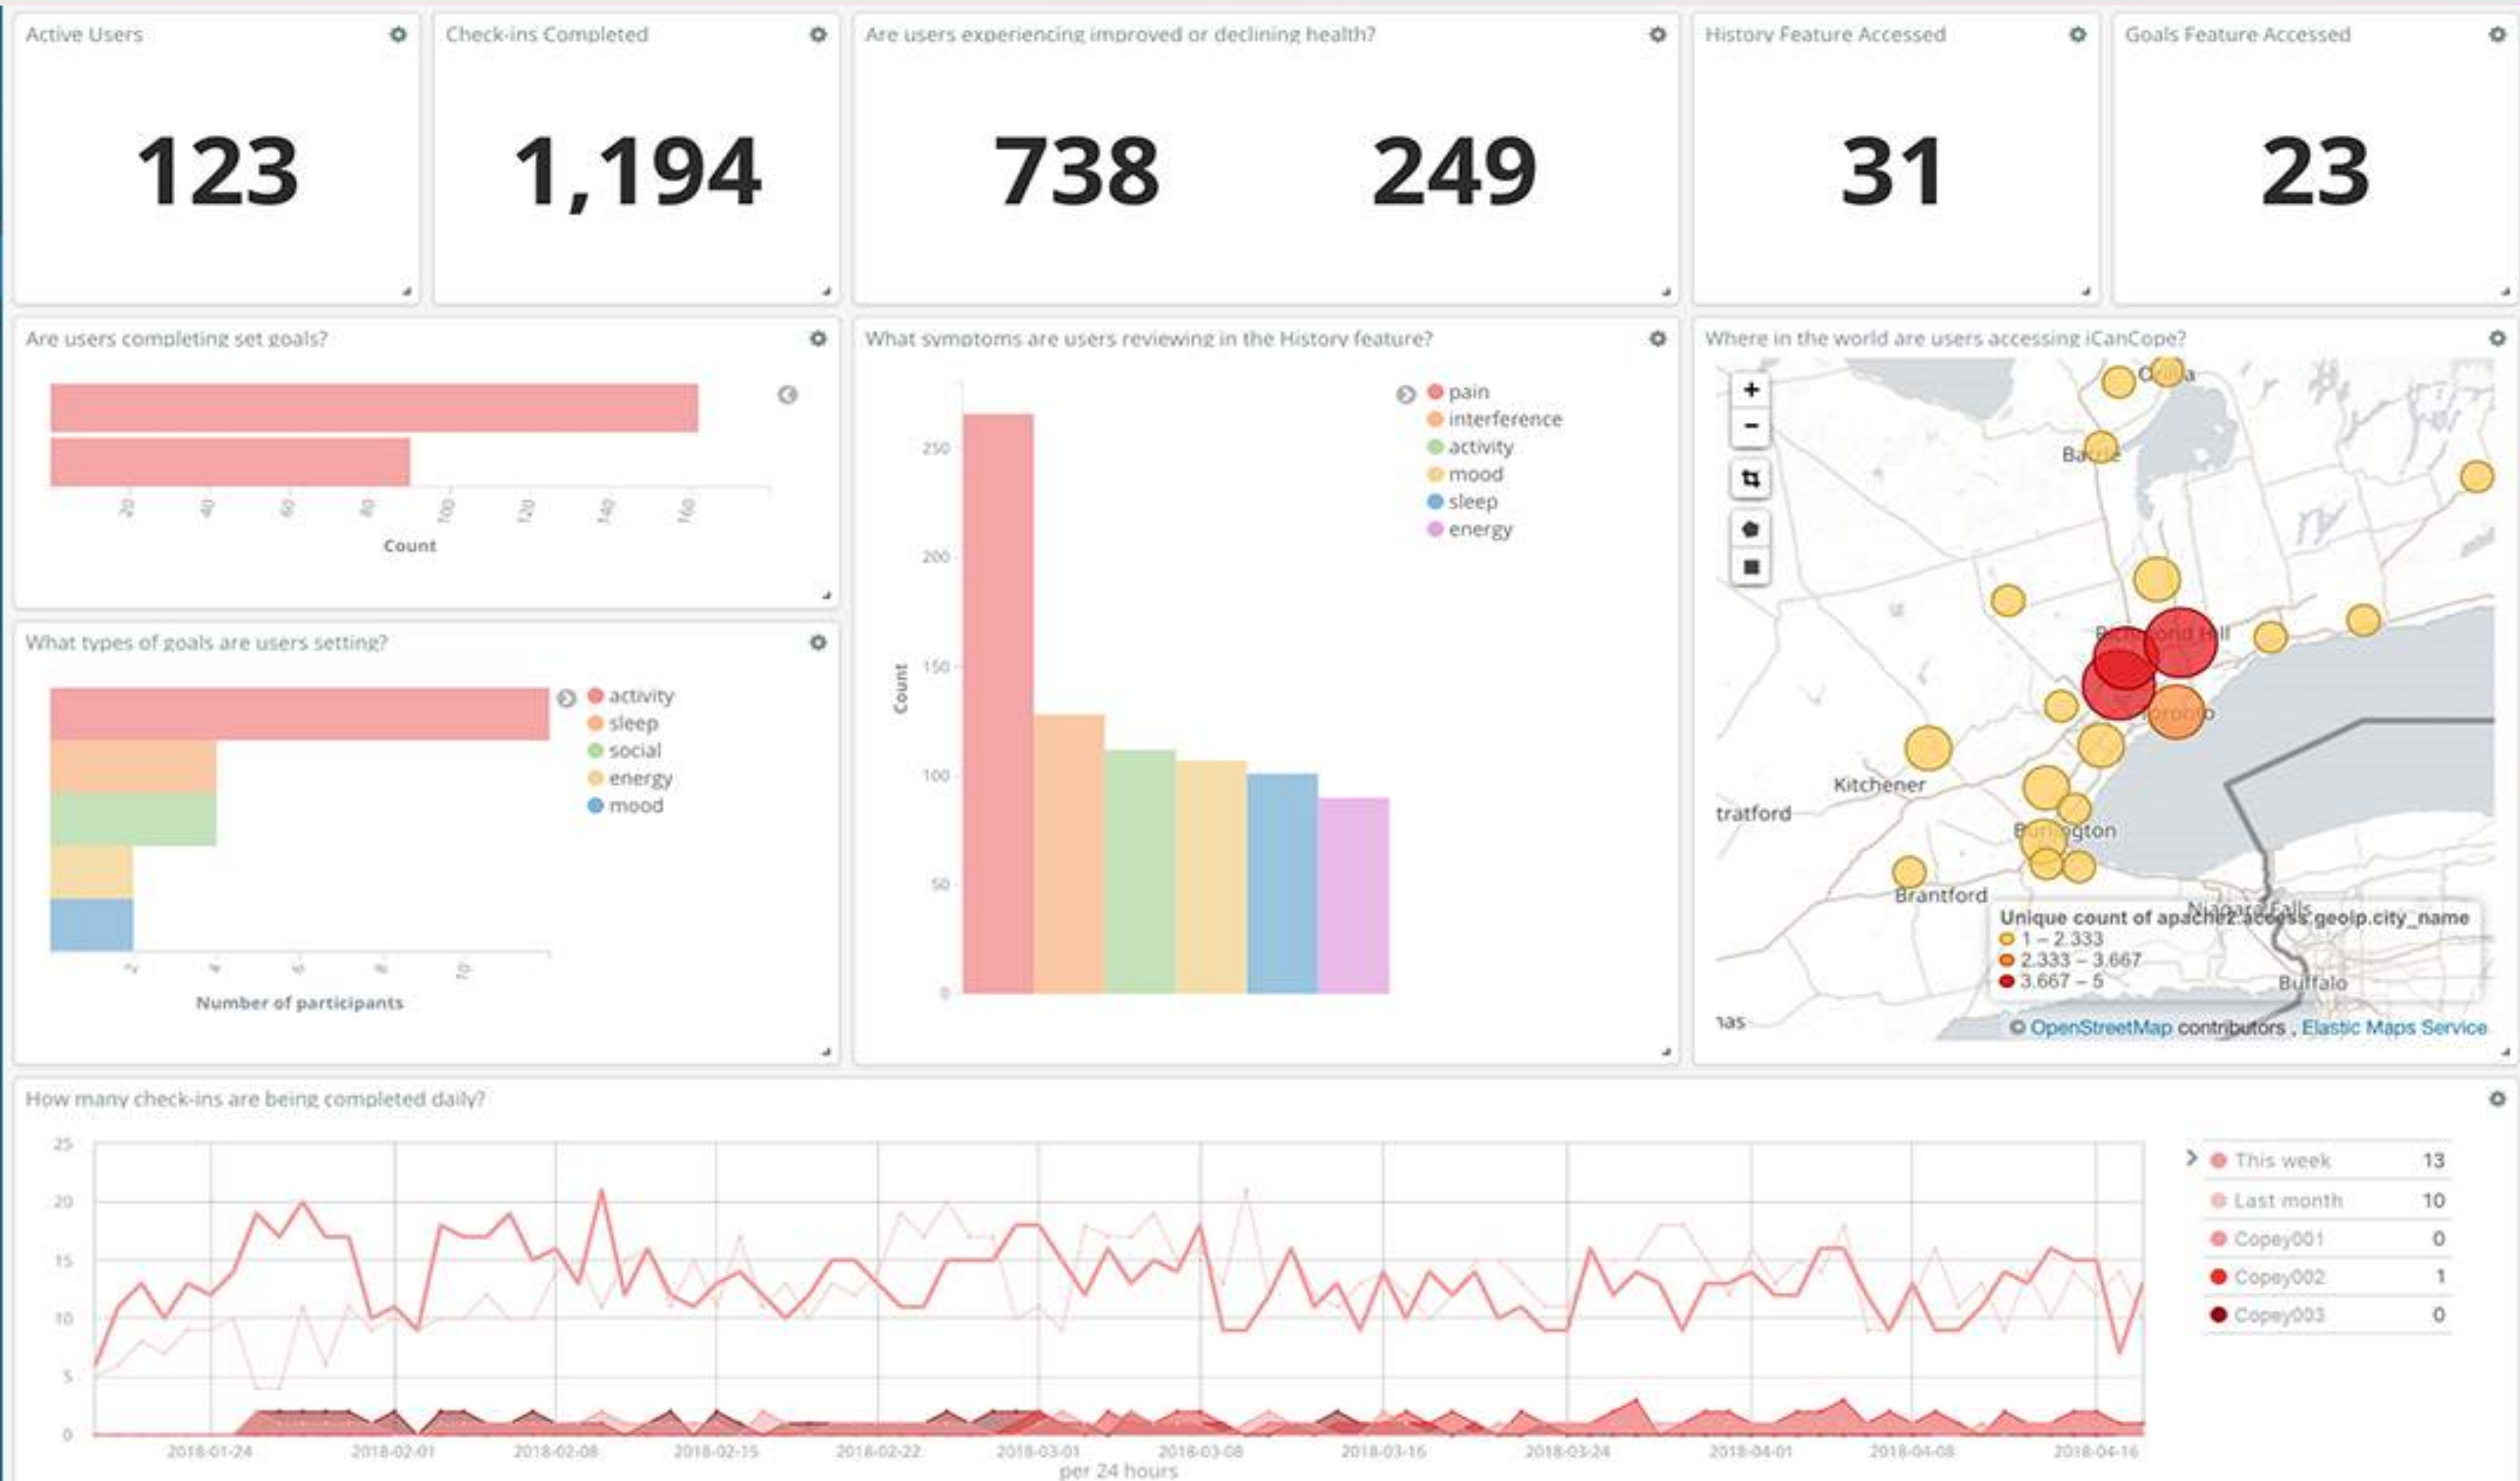 Active Users
Check-ins Completed
Are users experiencing improved or declining health?
History Feature Accessed
Goals Feature Accessed
123
1,194
738
249
31
23
Are users completing set goals?
20
40
60
80
100
120
140
160
Count
What types of goals are users setting?
activity
sleep
social
energy
mood
2
4
6
8
10
Number of participants
What symptoms are users reviewing in the History feature?
pain
interference
activity
mood
sleep
energy
250
200
150
100
50
0
Count
Where in the world are users accessing iCanCope?
+
−
Orillia
Barrie
Richmond Hill
Toronto
Kitchener
tratford
Burlington
Brantford
Niagara Falls
Unique count of apache2.access.geoip.city_name
1 – 2.333
2.333 – 3.667
3.667 – 5
Buffalo
nas
© OpenStreetMap contributors , Elastic Maps Service
How many check-ins are being completed daily?
25
20
15
10
5
0
2018-01-24
2018-02-01
2018-02-08
2018-02-15
2018-02-22
2018-03-01
2018-03-08
2018-03-16
2018-03-24
2018-04-01
2018-04-08
2018-04-16
per 24 hours
This week 13
Last month 10
Copey001 0
Copey002 1
Copey003 0